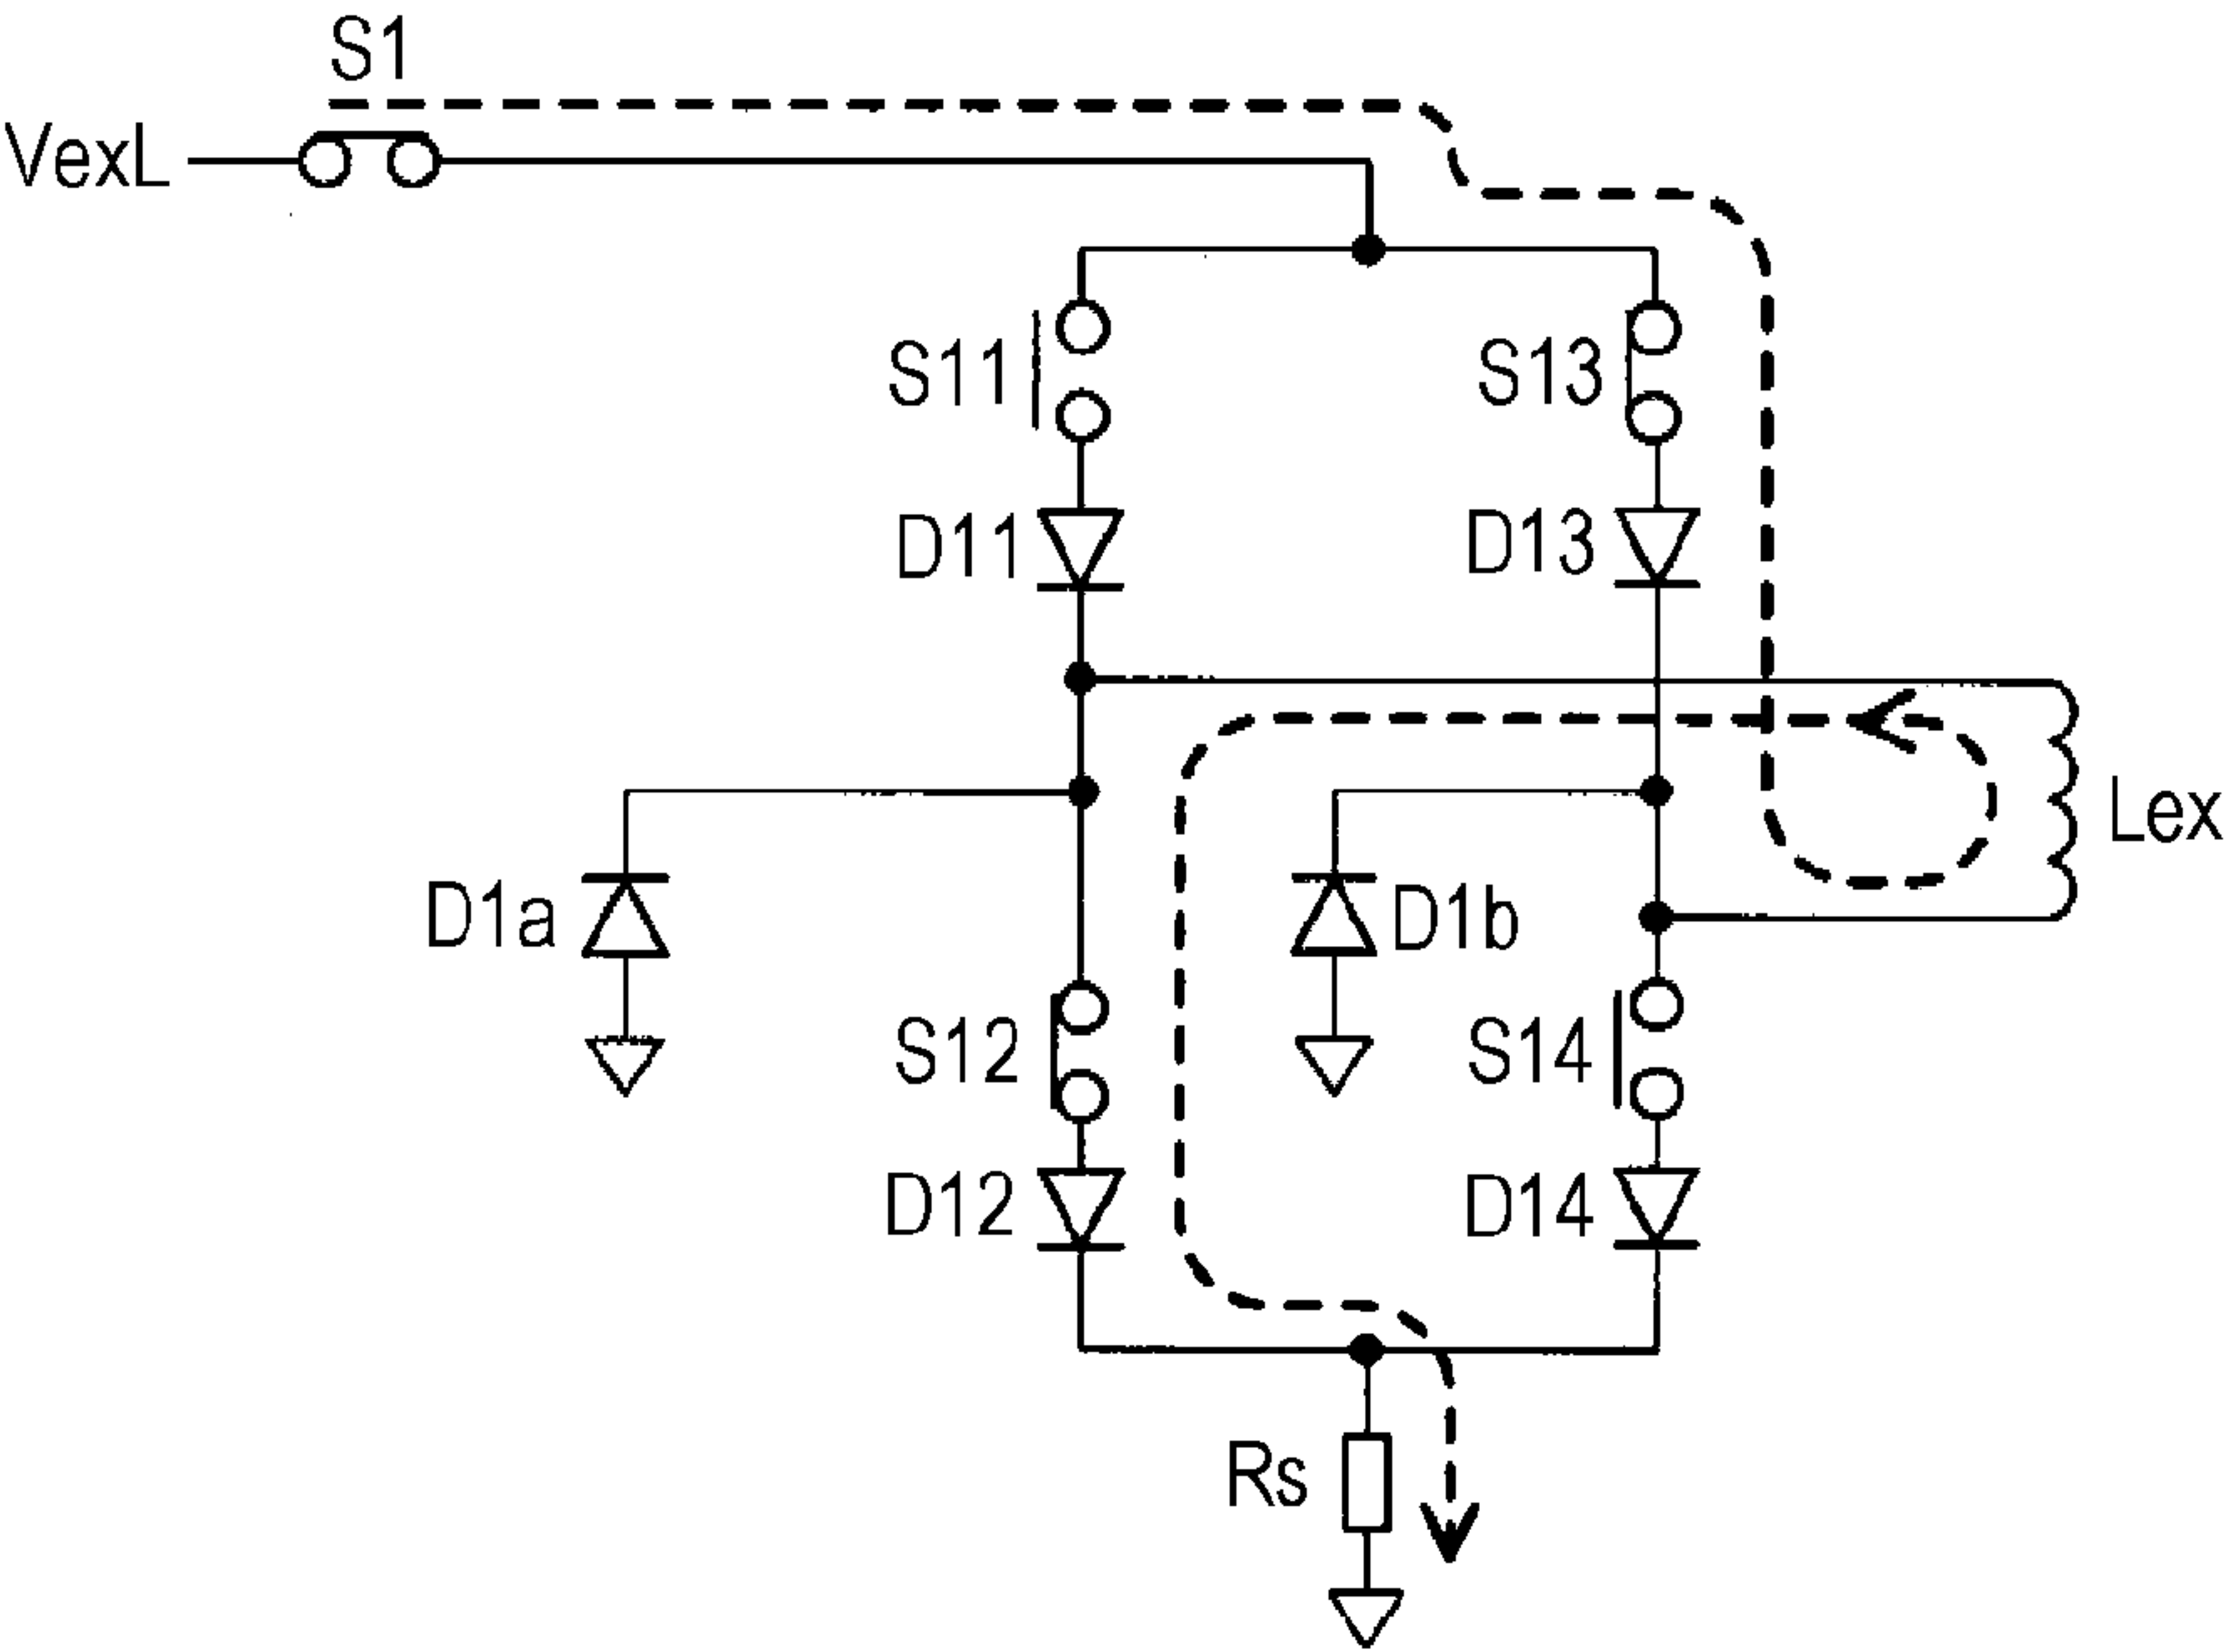 S1
VexL
S11
S13
D11
D13
Lex
D1a
D1b
S12
S14
D12
D14
Rs